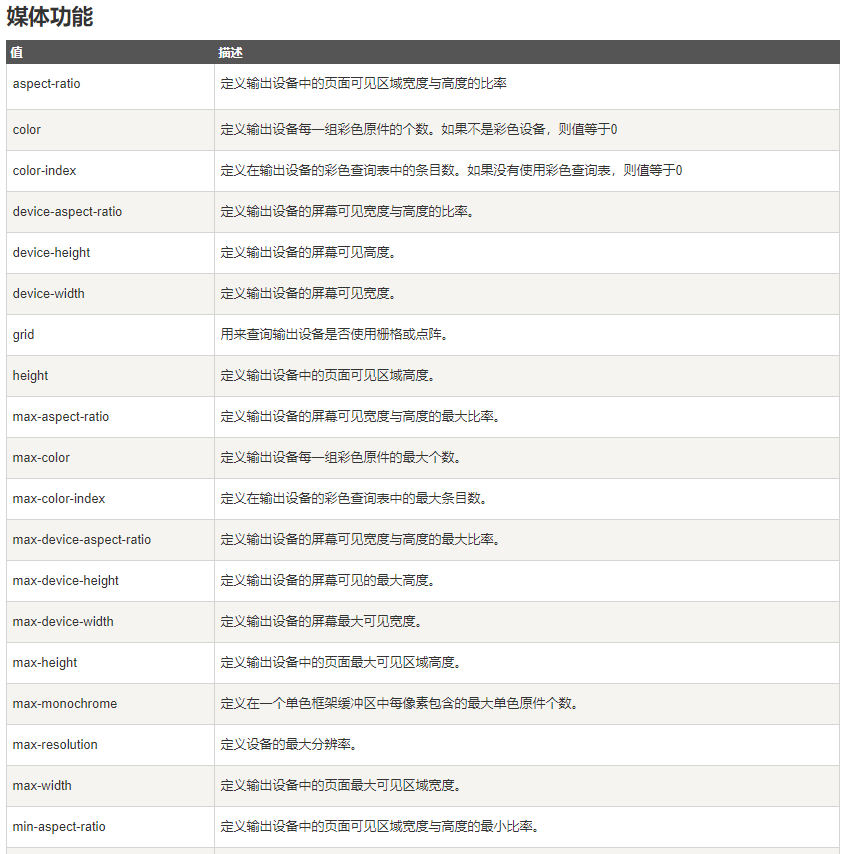 媒体功能
值 描述
aspect-ratio 定义输出设备中的页面可见区域宽度与高度的比率
color 定义输出设备每一组彩色原件的个数。如果不是彩色设备，则值等于0
color-index 定义在输出设备的彩色查询表中的条目数。如果没有使用彩色查询表，则值等于0
device-aspect-ratio 定义输出设备的屏幕可见宽度与高度的比率。
device-height 定义输出设备的屏幕可见高度。
device-width 定义输出设备的屏幕可见宽度。
grid 用来查询输出设备是否使用栅格或点阵。
height 定义输出设备中的页面可见区域高度。
max-aspect-ratio 定义输出设备的屏幕可见宽度与高度的最大比率。
max-color 定义输出设备每一组彩色原件的最大个数。
max-color-index 定义在输出设备的彩色查询表中的最大条目数。
max-device-aspect-ratio 定义输出设备的屏幕可见宽度与高度的最大比率。
max-device-height 定义输出设备的屏幕可见的最大高度。
max-device-width 定义输出设备的屏幕最大可见宽度。
max-height 定义输出设备中的页面最大可见区域高度。
max-monochrome 定义在一个单色框架缓冲区中每像素包含的最大单色原件个数。
max-resolution 定义设备的最大分辨率。
max-width 定义输出设备中的页面最大可见区域宽度。
min-aspect-ratio 定义输出设备中的页面可见区域宽度与高度的最小比率。